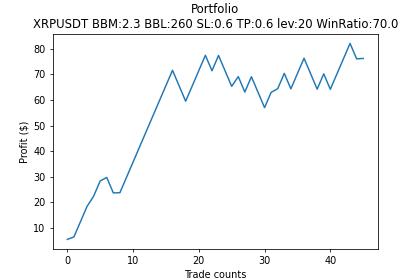 Portfolio
XRPUSDT BBM:2.3 BBL:260 SL:0.6 TP:0.6 lev:20 WinRatio:70.0
80
70
60
50
40
30
20
10
Profit ($)
0 10 20 30 40
Trade counts